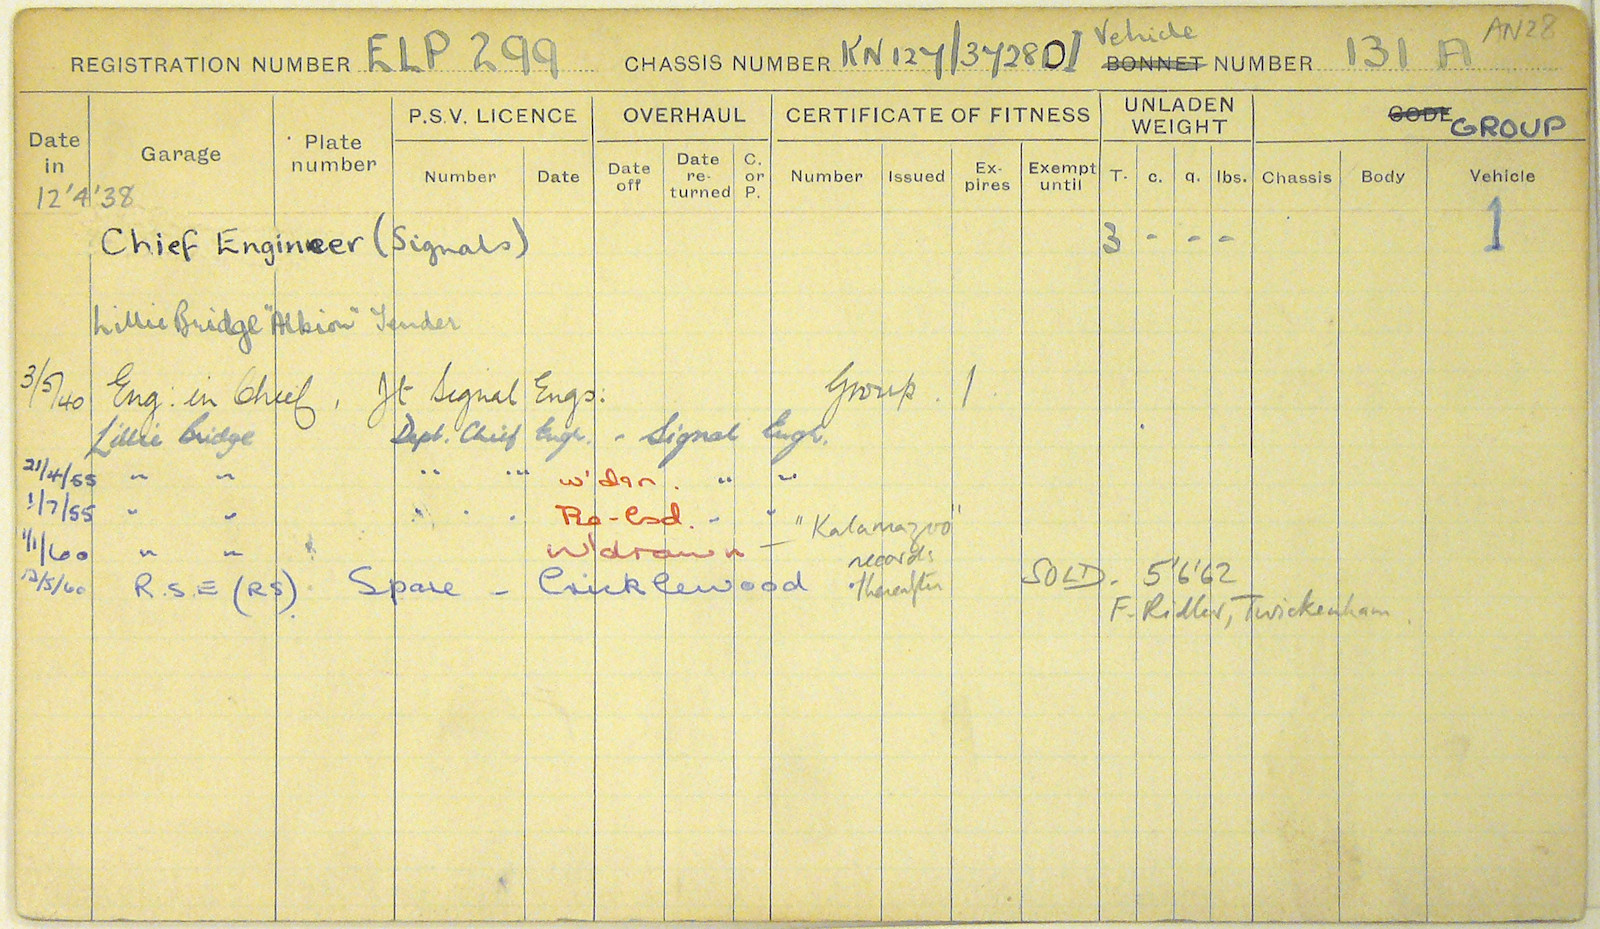 AN28
REGISTRATION NUMBER ELP 299 CHASSIS NUMBER KN127/37280I Vehicle BONNET NUMBER 131 A
Date in Garage Plate number P.S.V. LICENCE OVERHAUL CERTIFICATE OF FITNESS UNLADEN WEIGHT CODE GROUP
Number Date Date off Date re-turned C. or P. Number Issued Ex-pires Exempt until T. c. q. lbs. Chassis Body Vehicle
12'4'38
Chief Engineer (Signals) 3 - - - 1
Lillie Bridge "Albion" Tender
3/5/40 Eng: in Chief, Jt Signal Engs: Group. 1
Lillie Bridge Dept. Chief Engr. - Signal Engr.
21/4/55 " " " " w'dn. " "
1/7/55 " " " " Re-lsd. " "
1/1/60 " " W'drawn - "Kalamazoo" records thereafter
12/5/60 R.S.E (RS). Spare - Cricklewood SOLD. 5'6'62
F. Ridler, Twickenham.